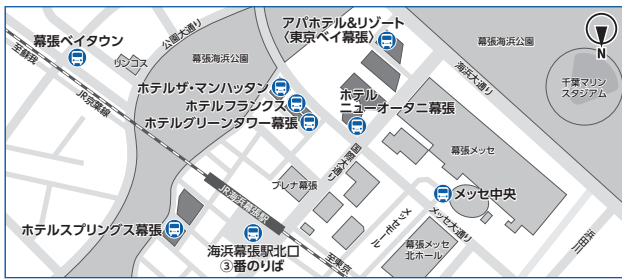 アパホテル&リゾート
〈東京ベイ幕張〉
N
幕張ベイタウン
公園大通り
至蘇我
リンコス
幕張海浜公園
幕張海浜公園
海浜大通り
千葉マリン
スタジアム
JR京葉線
ホテルザ・マンハッタン
ホテルフランクス
ホテルグリーンタワー幕張
ホテル
ニューオータニ幕張
国際大通り
幕張メッセ
プレナ幕張
メッセ中央
JR海浜幕張駅
ホテルスプリングス幕張
海浜幕張駅北口
③番のりば
至東京
メッセモール
メッセ大通り
幕張メッセ
北ホール
浜田川